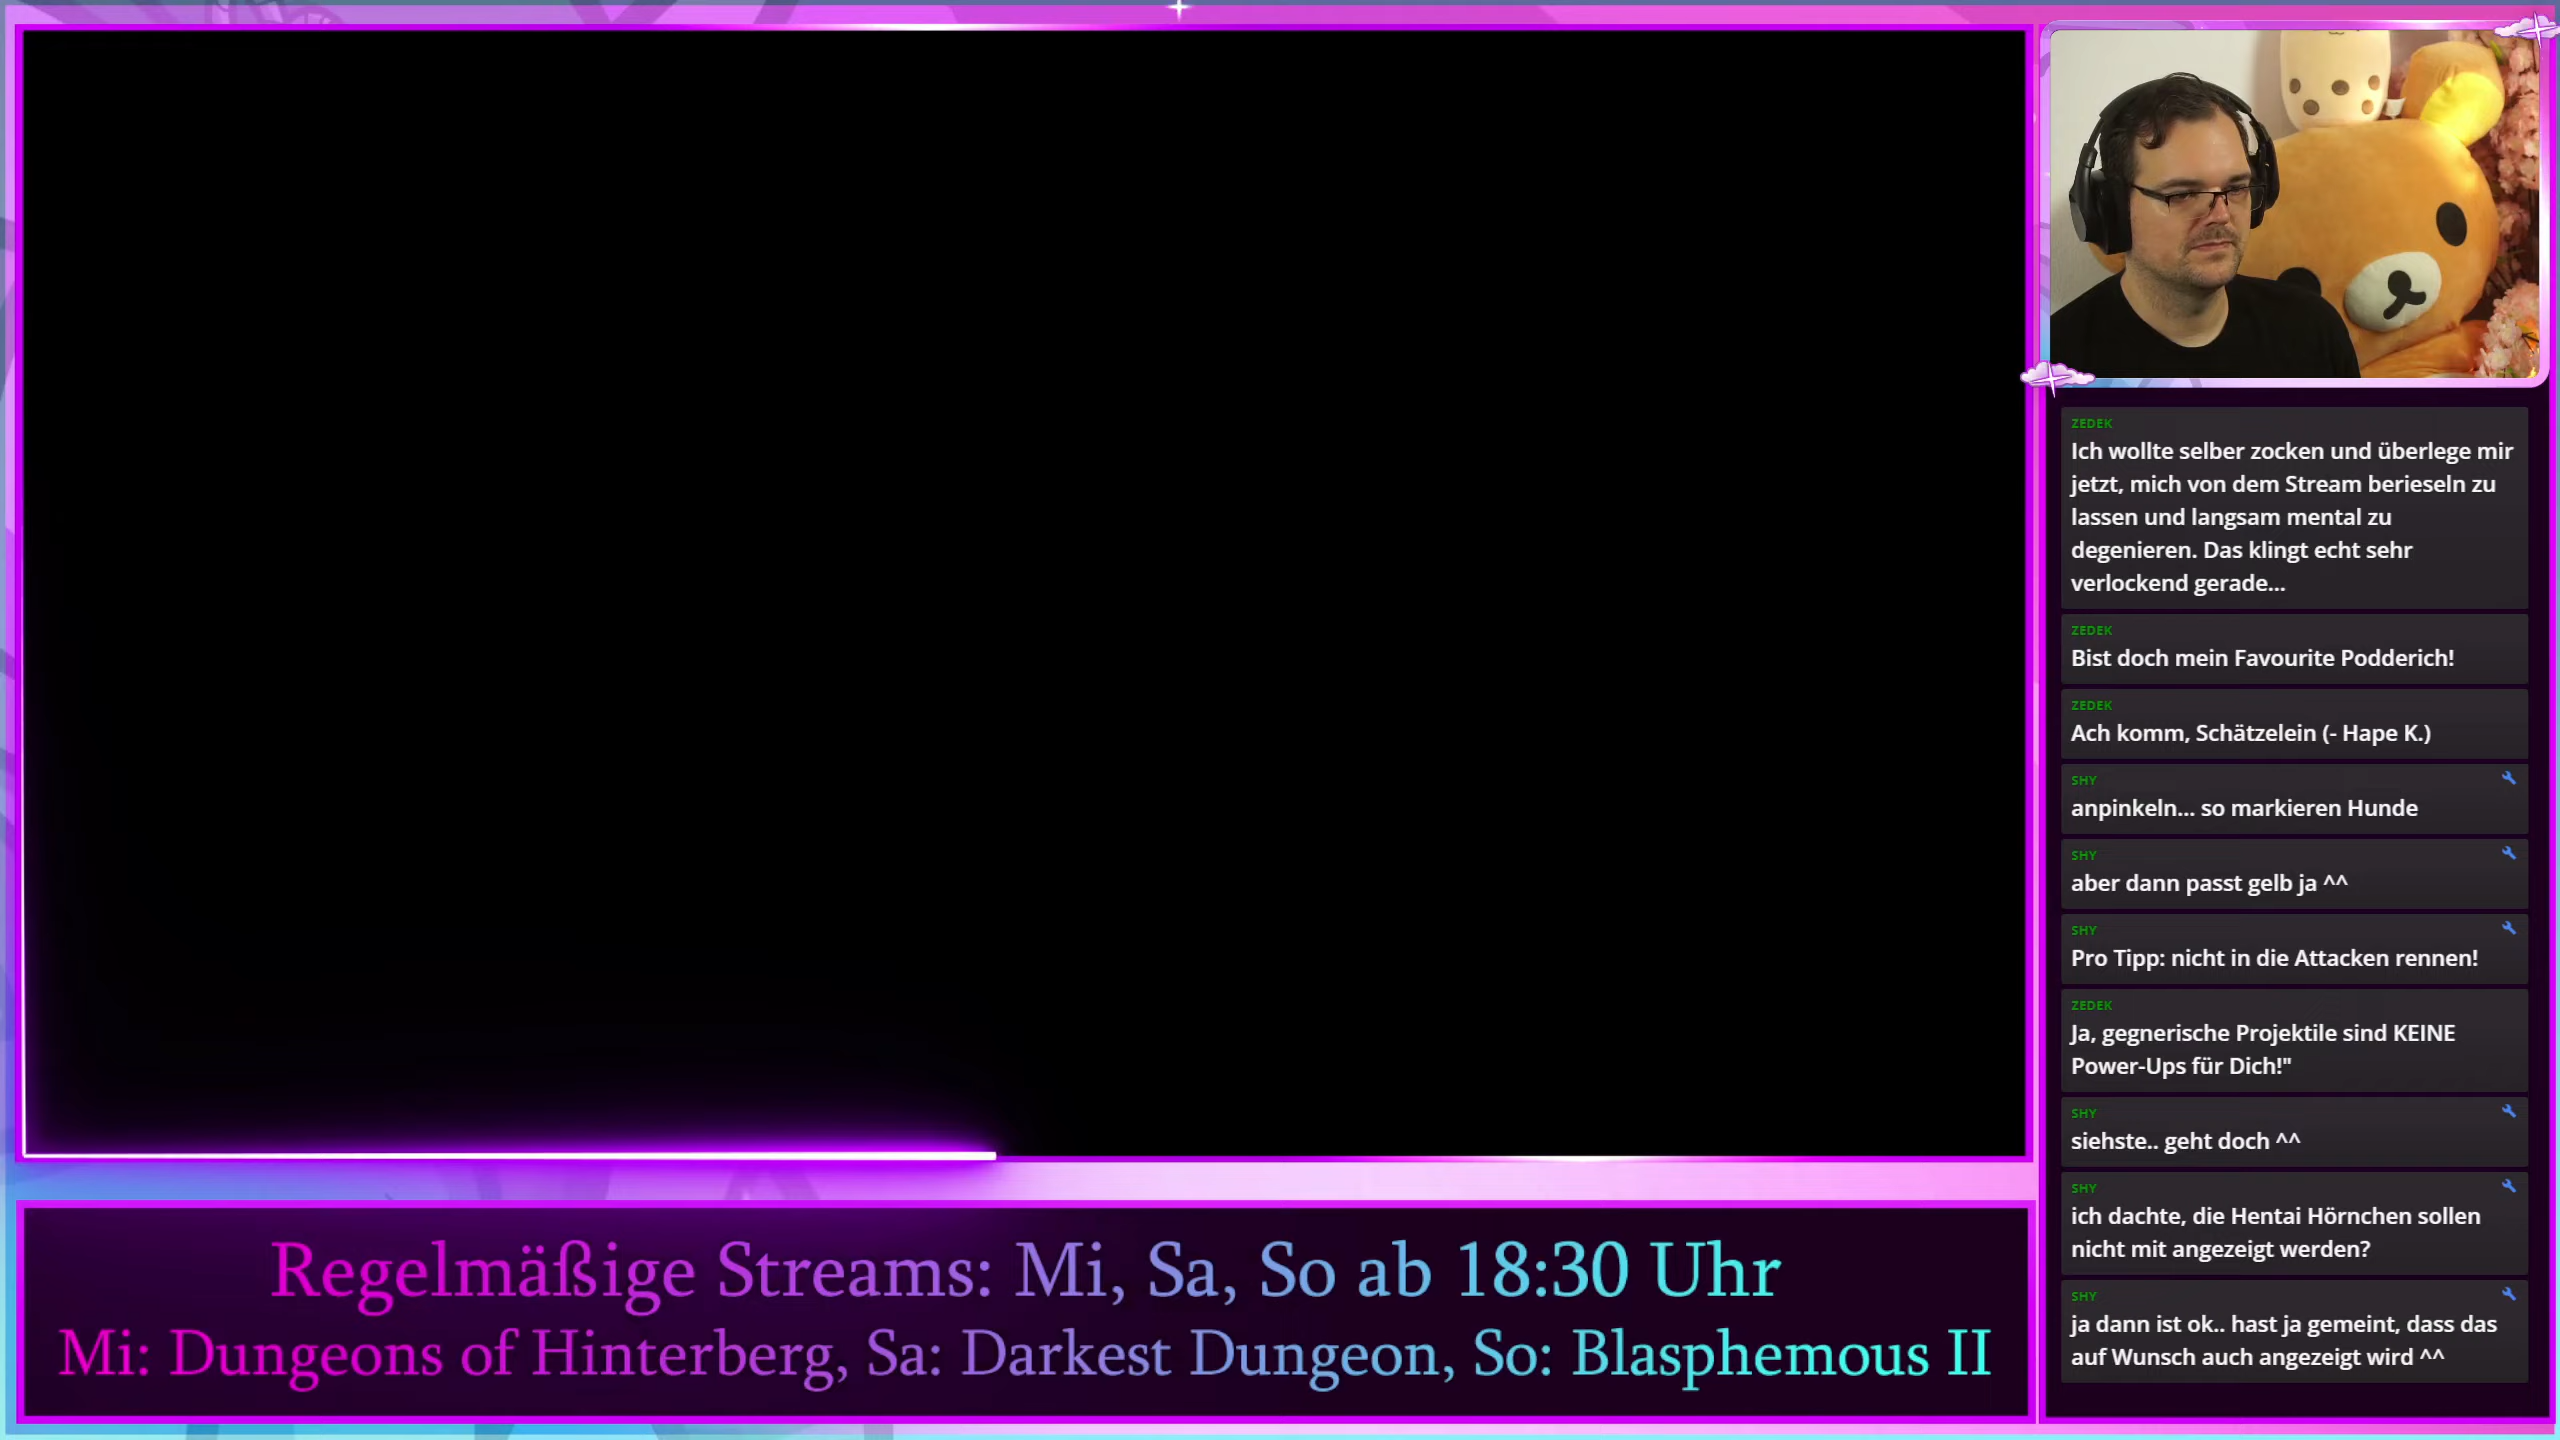 ZEDEK
Ich wollte selber zocken und überlege mir
jetzt, mich von dem Stream berieseln zu
lassen und langsam mental zu
degenieren. Das klingt echt sehr
verlockend gerade...
ZEDEK
Bist doch mein Favourite Podderich!
ZEDEK
Ach komm, Schätzelein (- Hape K.)
SHY
anpinkeln... so markieren Hunde
SHY
aber dann passt gelb ja ^^
SHY
Pro Tipp: nicht in die Attacken rennen!
ZEDEK
Ja, gegnerische Projektile sind KEINE
Power-Ups für Dich!"
SHY
siehste.. geht doch ^^
SHY
ich dachte, die Hentai Hörnchen sollen
nicht mit angezeigt werden?
SHY
ja dann ist ok.. hast ja gemeint, dass das
auf Wunsch auch angezeigt wird ^^
Regelmäßige Streams: Mi, Sa, So ab 18:30 Uhr
Mi: Dungeons of Hinterberg, Sa: Darkest Dungeon, So: Blasphemous II